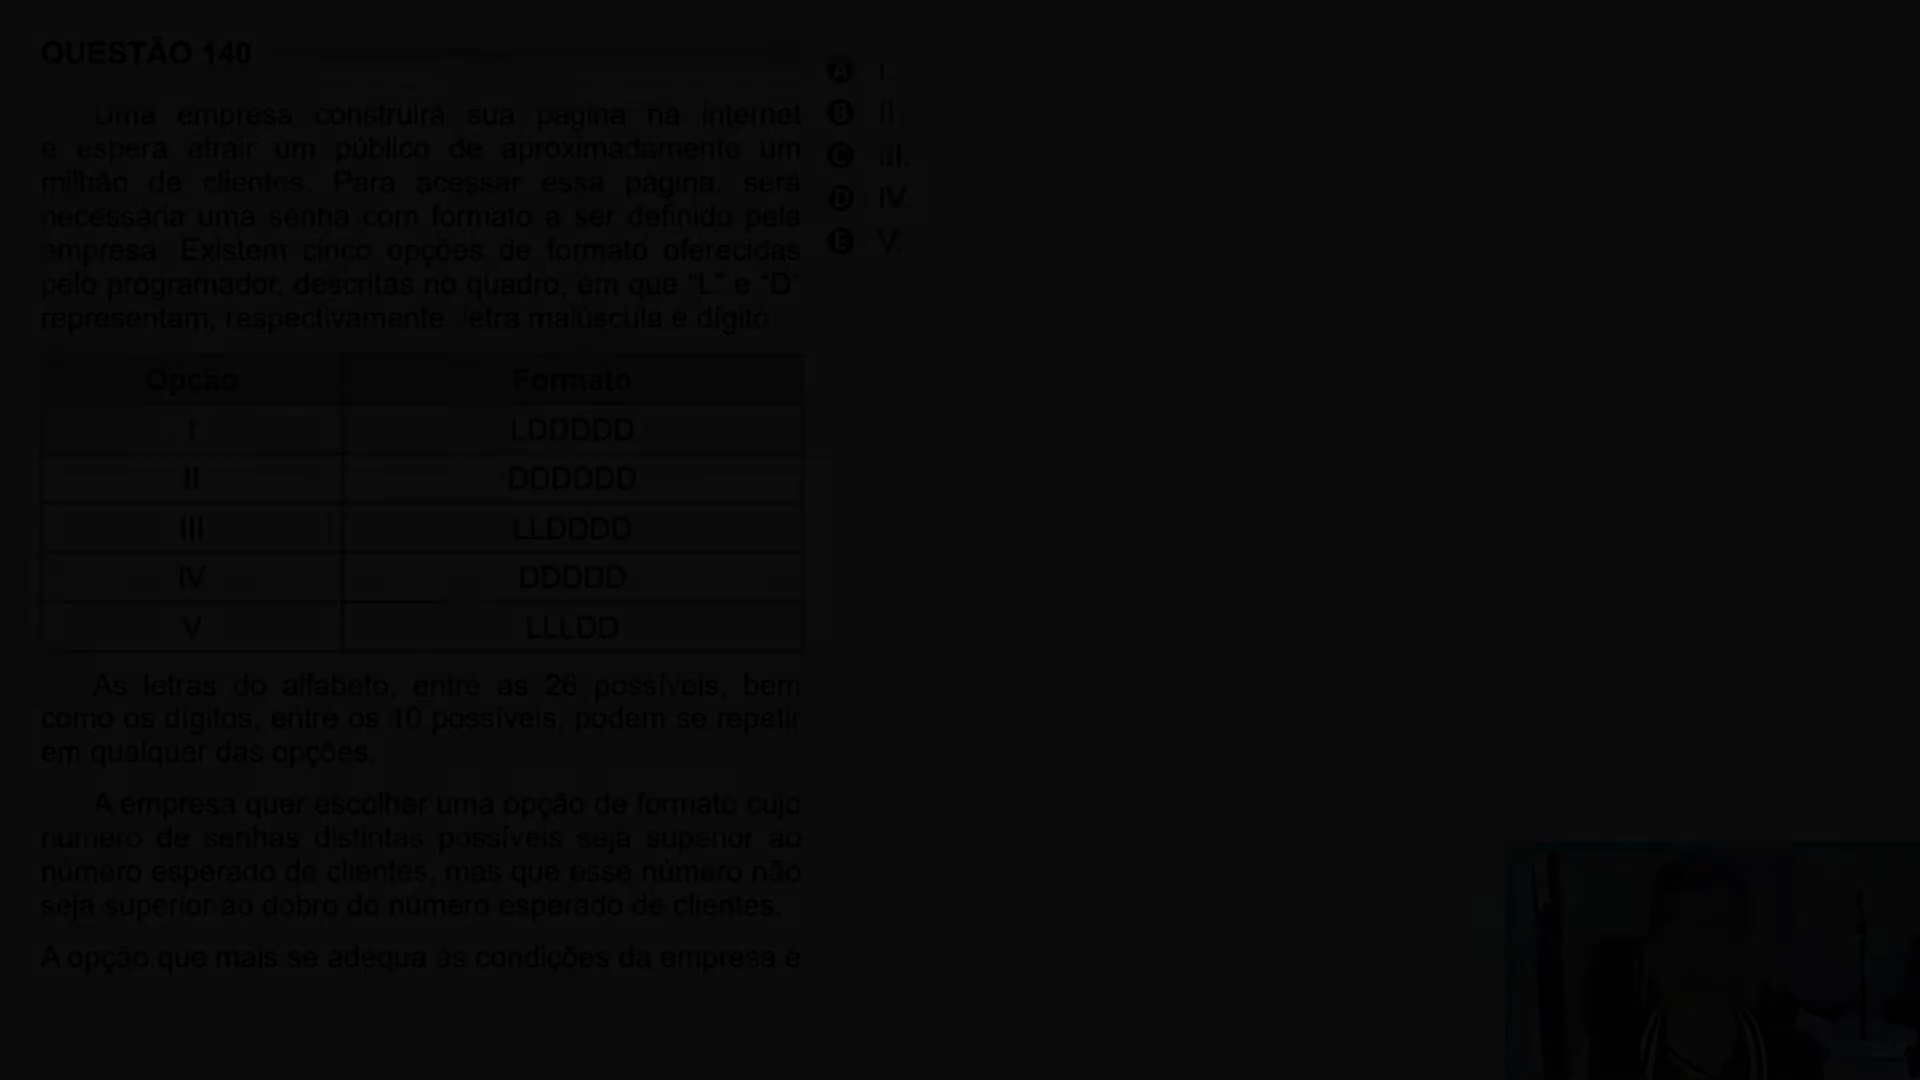 QUESTÃO 140
Uma empresa construirá sua página na internet
e espera atrair um público de aproximadamente um
milhão de clientes. Para acessar essa página, será
necessária uma senha com formato a ser definido pela
empresa. Existem cinco opções de formato oferecidas
pelo programador, descritas no quadro, em que "L" e "D"
representam, respectivamente, letra maiúscula e dígito.
Opção Formato
I LDDDDD
II DDDDDD
III LLDDDD
IV DDDDD
V LLLDD
As letras do alfabeto, entre as 26 possíveis, bem
como os dígitos, entre os 10 possíveis, podem se repetir
em qualquer das opções.
A empresa quer escolher uma opção de formato cujo
número de senhas distintas possíveis seja superior ao
número esperado de clientes, mas que esse número não
seja superior ao dobro do número esperado de clientes.
A opção que mais se adequa às condições da empresa é
A I.
B II.
C III.
D IV.
E V.